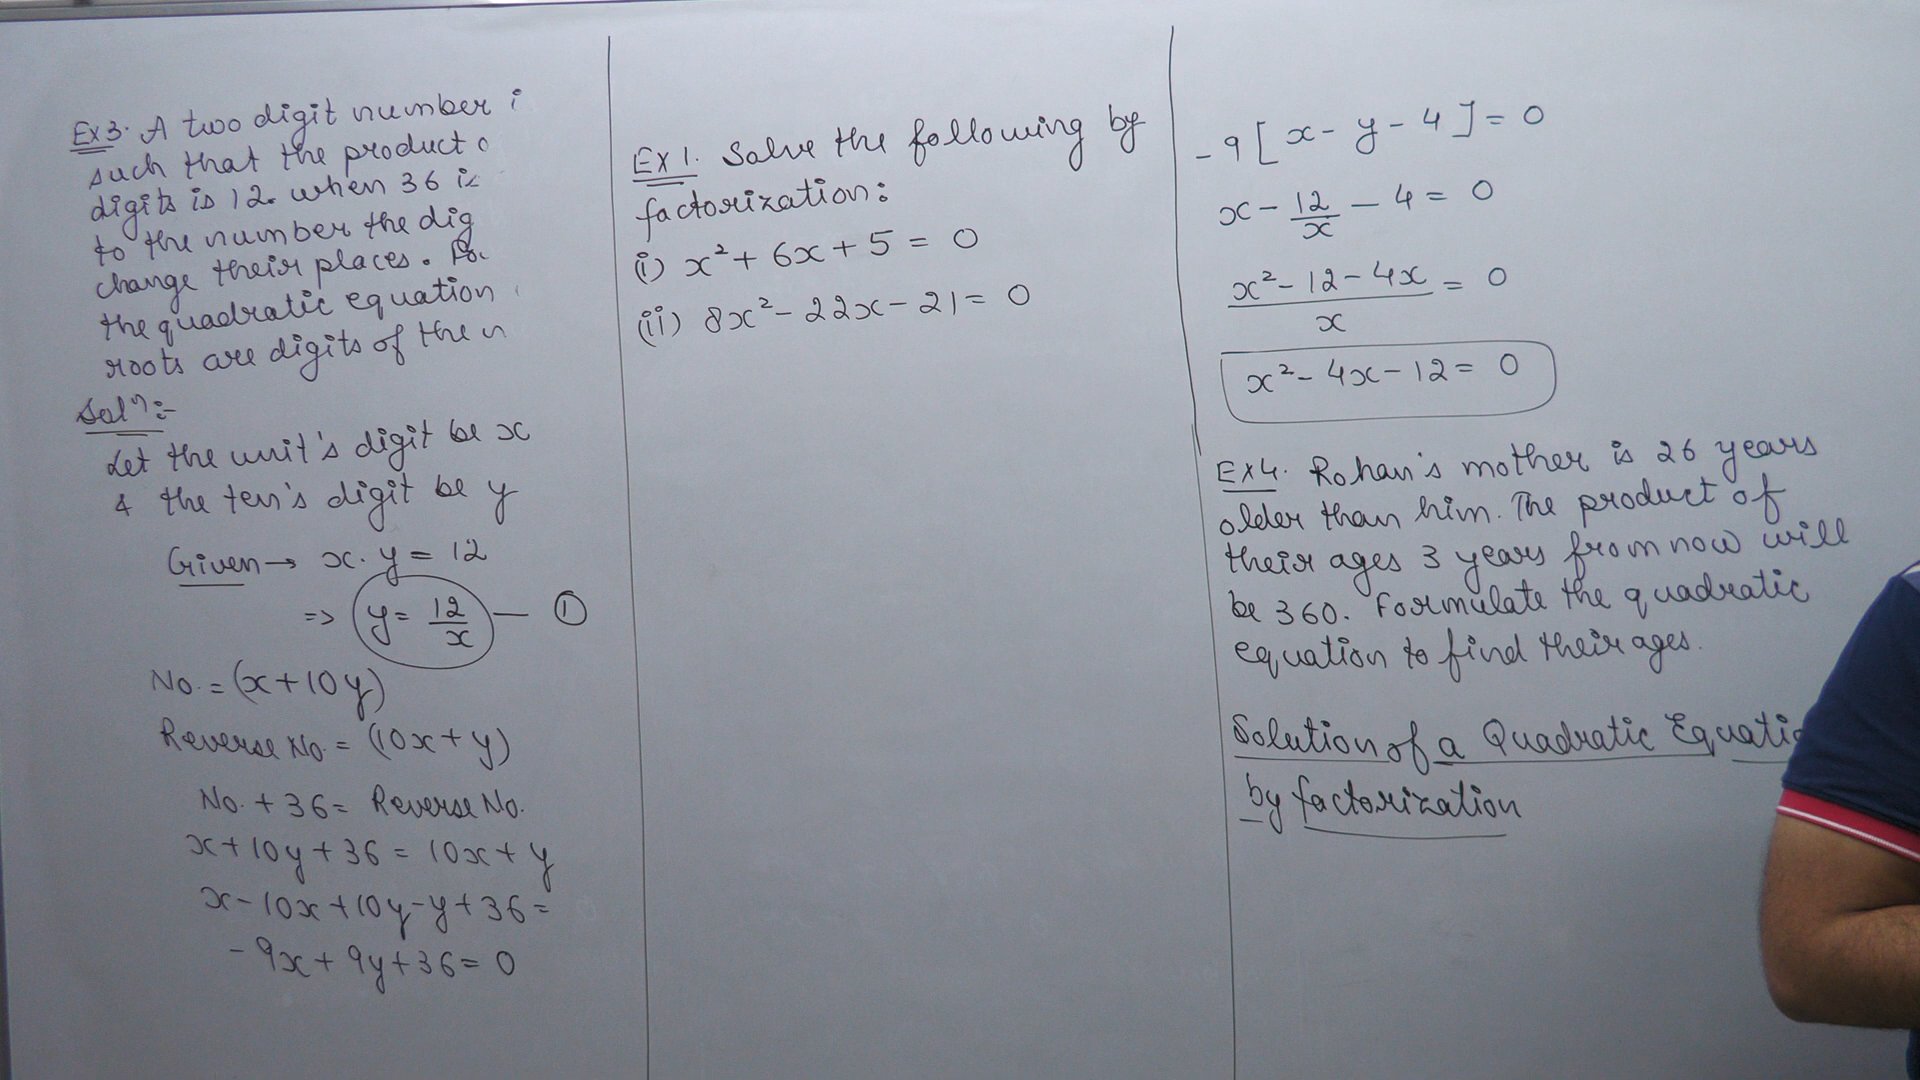 Ex3. A two digit number i
such that the product o
digits is 12. when 36 is
to the number the dig
change their places.
the quadratic equation
roots are digits of the n
Solⁿ:-
Let the unit's digit be x
& the ten's digit be y
Given → x. y = 12
=> y = 12/x — ①
No. = (x+10y)
Reverse No. = (10x+y)
No. + 36 = Reverse No.
x+10y+36 = 10x+y
x-10x+10y-y+36=
-9x+9y+36=0
Ex 1. Solve the following by
factorization:
(i) x²+6x+5 = 0
(ii) 8x²-22x-21= 0
-9[x-y-4]=0
x - 12/x - 4 = 0
x²-12-4x/x = 0
x²-4x-12= 0
Ex4. Rohan's mother is 26 years
older than him. The product of
their ages 3 years from now will
be 360. Formulate the quadratic
equation to find their ages.
Solution of a Quadratic Equatio
by factorization